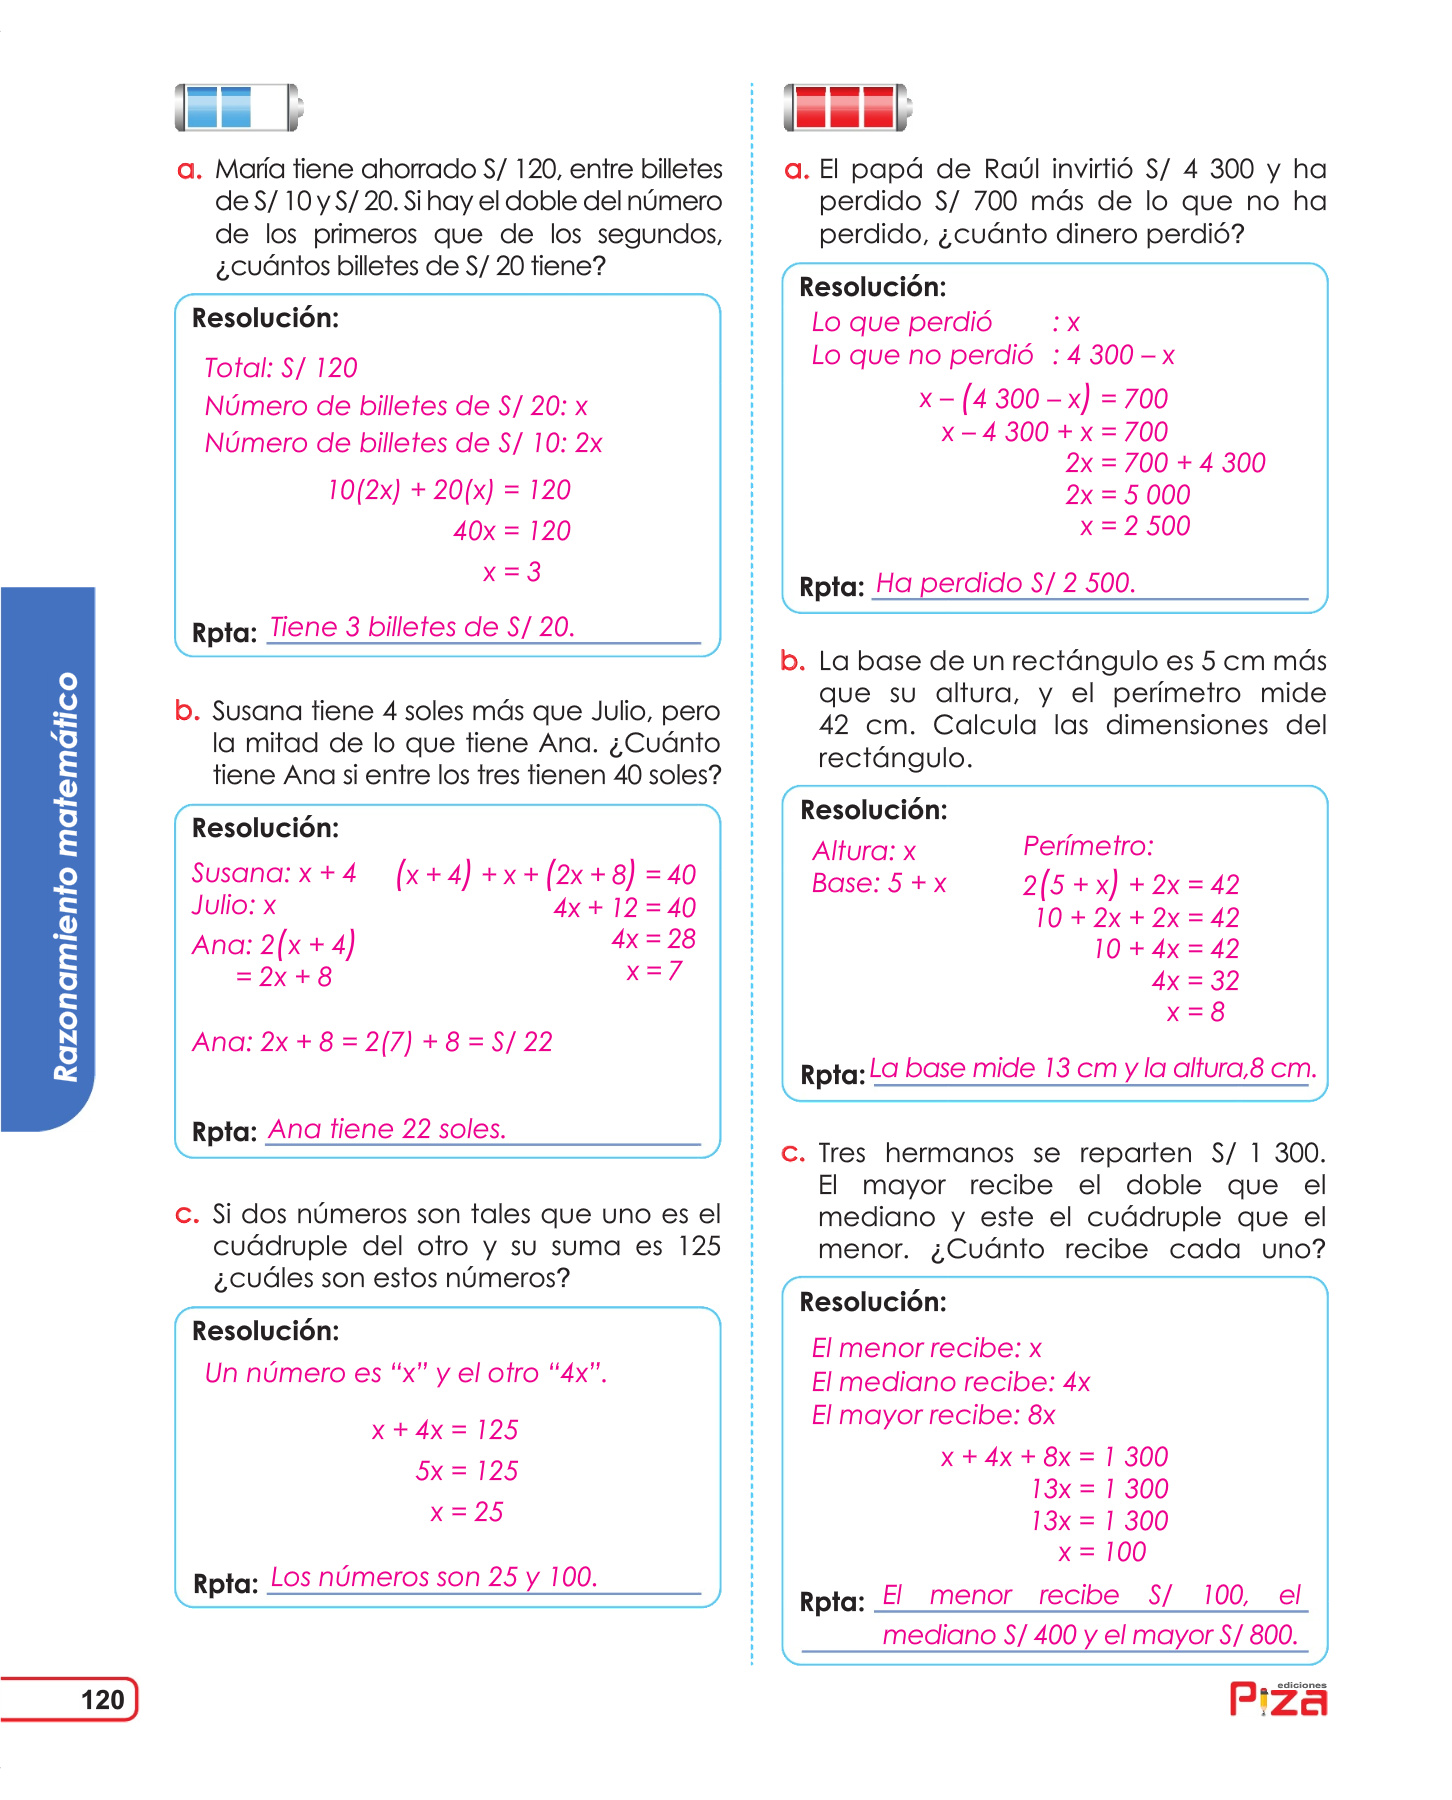 a. María tiene ahorrado S/ 120, entre billetes
de S/ 10 y S/ 20. Si hay el doble del número
de los primeros que de los segundos,
¿cuántos billetes de S/ 20 tiene?
Resolución:
Total: S/ 120
Número de billetes de S/ 20: x
Número de billetes de S/ 10: 2x
10(2x) + 20(x) = 120
40x = 120
x = 3
Rpta: Tiene 3 billetes de S/ 20.
b. Susana tiene 4 soles más que Julio, pero
la mitad de lo que tiene Ana. ¿Cuánto
tiene Ana si entre los tres tienen 40 soles?
Resolución:
Susana: x + 4
Julio: x
Ana: 2(x + 4)
= 2x + 8
(x + 4) + x + (2x + 8) = 40
4x + 12 = 40
4x = 28
x = 7
Ana: 2x + 8 = 2(7) + 8 = S/ 22
Rpta: Ana tiene 22 soles.
c. Si dos números son tales que uno es el
cuádruple del otro y su suma es 125
¿cuáles son estos números?
Resolución:
Un número es “x” y el otro “4x”.
x + 4x = 125
5x = 125
x = 25
Rpta: Los números son 25 y 100.
a. El papá de Raúl invirtió S/ 4 300 y ha
perdido S/ 700 más de lo que no ha
perdido, ¿cuánto dinero perdió?
Resolución:
Lo que perdió : x
Lo que no perdió : 4 300 – x
x – (4 300 – x) = 700
x – 4 300 + x = 700
2x = 700 + 4 300
2x = 5 000
x = 2 500
Rpta: Ha perdido S/ 2 500.
b. La base de un rectángulo es 5 cm más
que su altura, y el perímetro mide
42 cm. Calcula las dimensiones del
rectángulo.
Resolución:
Altura: x
Base: 5 + x
Perímetro:
2(5 + x) + 2x = 42
10 + 2x + 2x = 42
10 + 4x = 42
4x = 32
x = 8
Rpta: La base mide 13 cm y la altura,8 cm.
c. Tres hermanos se reparten S/ 1 300.
El mayor recibe el doble que el
mediano y este el cuádruple que el
menor. ¿Cuánto recibe cada uno?
Resolución:
El menor recibe: x
El mediano recibe: 4x
El mayor recibe: 8x
x + 4x + 8x = 1 300
13x = 1 300
13x = 1 300
x = 100
Rpta: El menor recibe S/ 100, el
mediano S/ 400 y el mayor S/ 800.
Razonamiento matemático
120
ediciones
Piza